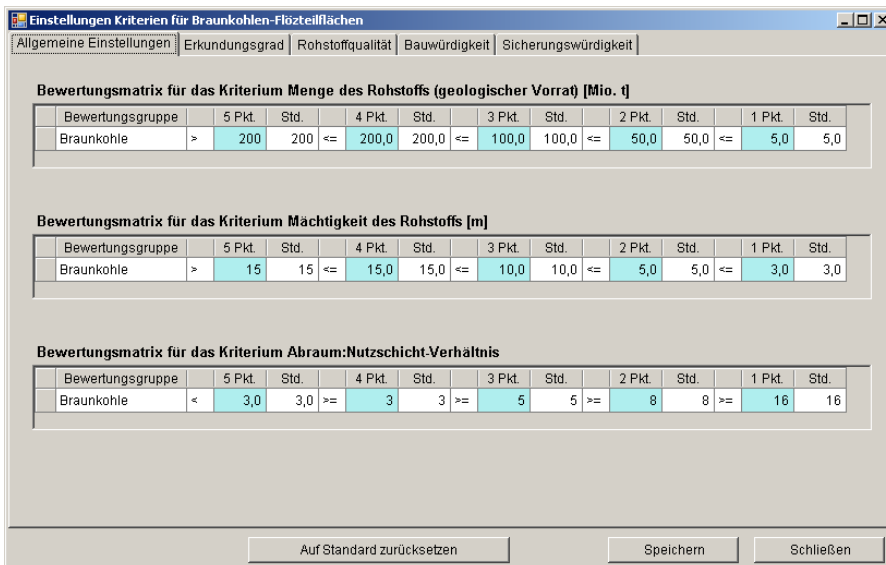 Einstellungen Kriterien für Braunkohlen-Flözteilflächen
Allgemeine Einstellungen Erkundungsgrad Rohstoffqualität Bauwürdigkeit Sicherungswürdigkeit
Bewertungsmatrix für das Kriterium Menge des Rohstoffs (geologischer Vorrat) [Mio. t]
Bewertungsgruppe 5 Pkt. Std. 4 Pkt. Std. 3 Pkt. Std. 2 Pkt. Std. 1 Pkt. Std.
Braunkohle > 200 200 <= 200,0 200,0 <= 100,0 100,0 <= 50,0 50,0 <= 5,0 5,0
Bewertungsmatrix für das Kriterium Mächtigkeit des Rohstoffs [m]
Bewertungsgruppe 5 Pkt. Std. 4 Pkt. Std. 3 Pkt. Std. 2 Pkt. Std. 1 Pkt. Std.
Braunkohle > 15 15 <= 15,0 15,0 <= 10,0 10,0 <= 5,0 5,0 <= 3,0 3,0
Bewertungsmatrix für das Kriterium Abraum:Nutzschicht-Verhältnis
Bewertungsgruppe 5 Pkt. Std. 4 Pkt. Std. 3 Pkt. Std. 2 Pkt. Std. 1 Pkt. Std.
Braunkohle < 3,0 3,0 >= 3 3 >= 5 5 >= 8 8 >= 16 16
Auf Standard zurücksetzen Speichern Schließen